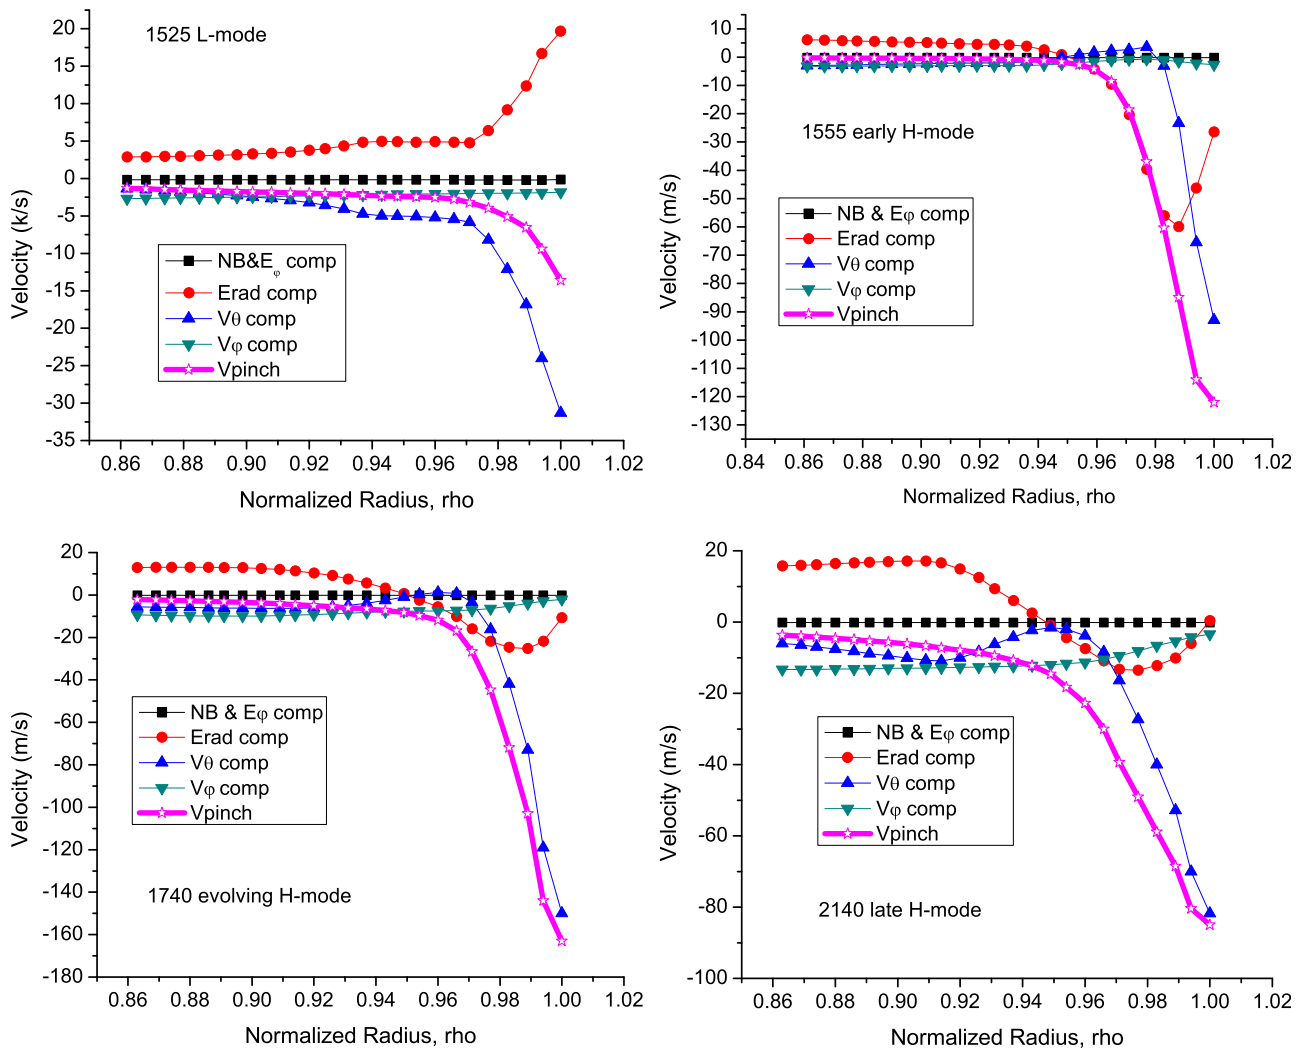 1525 L-mode
Velocity (k/s)
20
15
10
5
0
-5
-10
-15
-20
-25
-30
-35
NB&Eφ comp
Erad comp
Vθ comp
Vφ comp
Vpinch
0.86 0.88 0.90 0.92 0.94 0.96 0.98 1.00 1.02
Normalized Radius, rho
1555 early H-mode
Velocity (m/s)
10
0
-10
-20
-30
-40
-50
-60
-70
-80
-90
-100
-110
-120
-130
NB & Eφ comp
Erad comp
Vθ comp
Vφ comp
Vpinch
0.84 0.86 0.88 0.90 0.92 0.94 0.96 0.98 1.00 1.02
Normalized Radius, rho
1740 evolving H-mode
Velocity (m/s)
20
0
-20
-40
-60
-80
-100
-120
-140
-160
-180
NB & Eφ comp
Erad comp
Vθ comp
Vφ comp
Vpinch
0.86 0.88 0.90 0.92 0.94 0.96 0.98 1.00 1.02
Normalized Radius, rho
2140 late H-mode
Velocity (m/s)
20
0
-20
-40
-60
-80
-100
NB & Eφ comp
Erad comp
Vθ comp
Vφ comp
Vpinch
0.86 0.88 0.90 0.92 0.94 0.96 0.98 1.00 1.02
Normalized Radius, rho